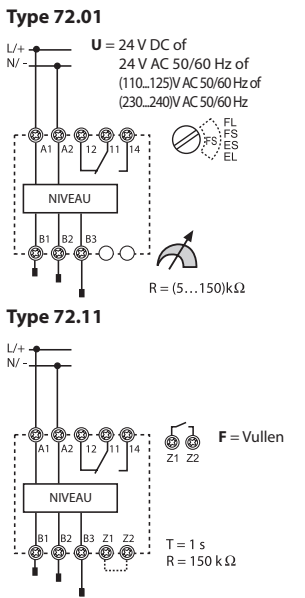 Type 72.01
L/+
N/-
U = 24 V DC of
24 V AC 50/60 Hz of
(110...125)V AC 50/60 Hz of
(230...240)V AC 50/60 Hz
FL
FS
FS
ES
EL
A1 A2 12 11 14
NIVEAU
B1 B2 B3
R = (5...150)kΩ
Type 72.11
L/+
N/-
A1 A2 12 11 14
Z1 Z2
F = Vullen
NIVEAU
B1 B2 B3 Z1 Z2
T = 1 s
R = 150 kΩ